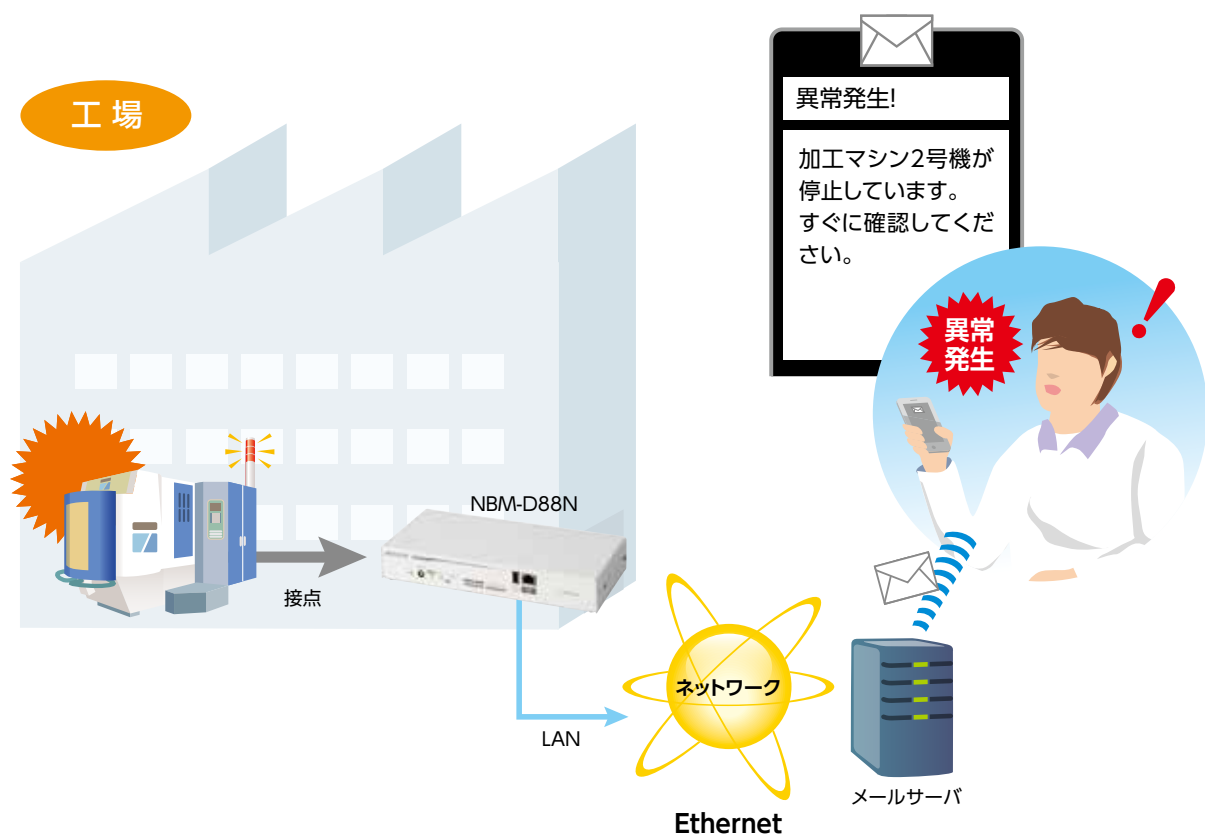 工場
異常発生!
加工マシン2号機が
停止しています。
すぐに確認してくだ
さい。
異常
発生
NBM-D88N
接点
LAN
ネットワーク
Ethernet
メールサーバ